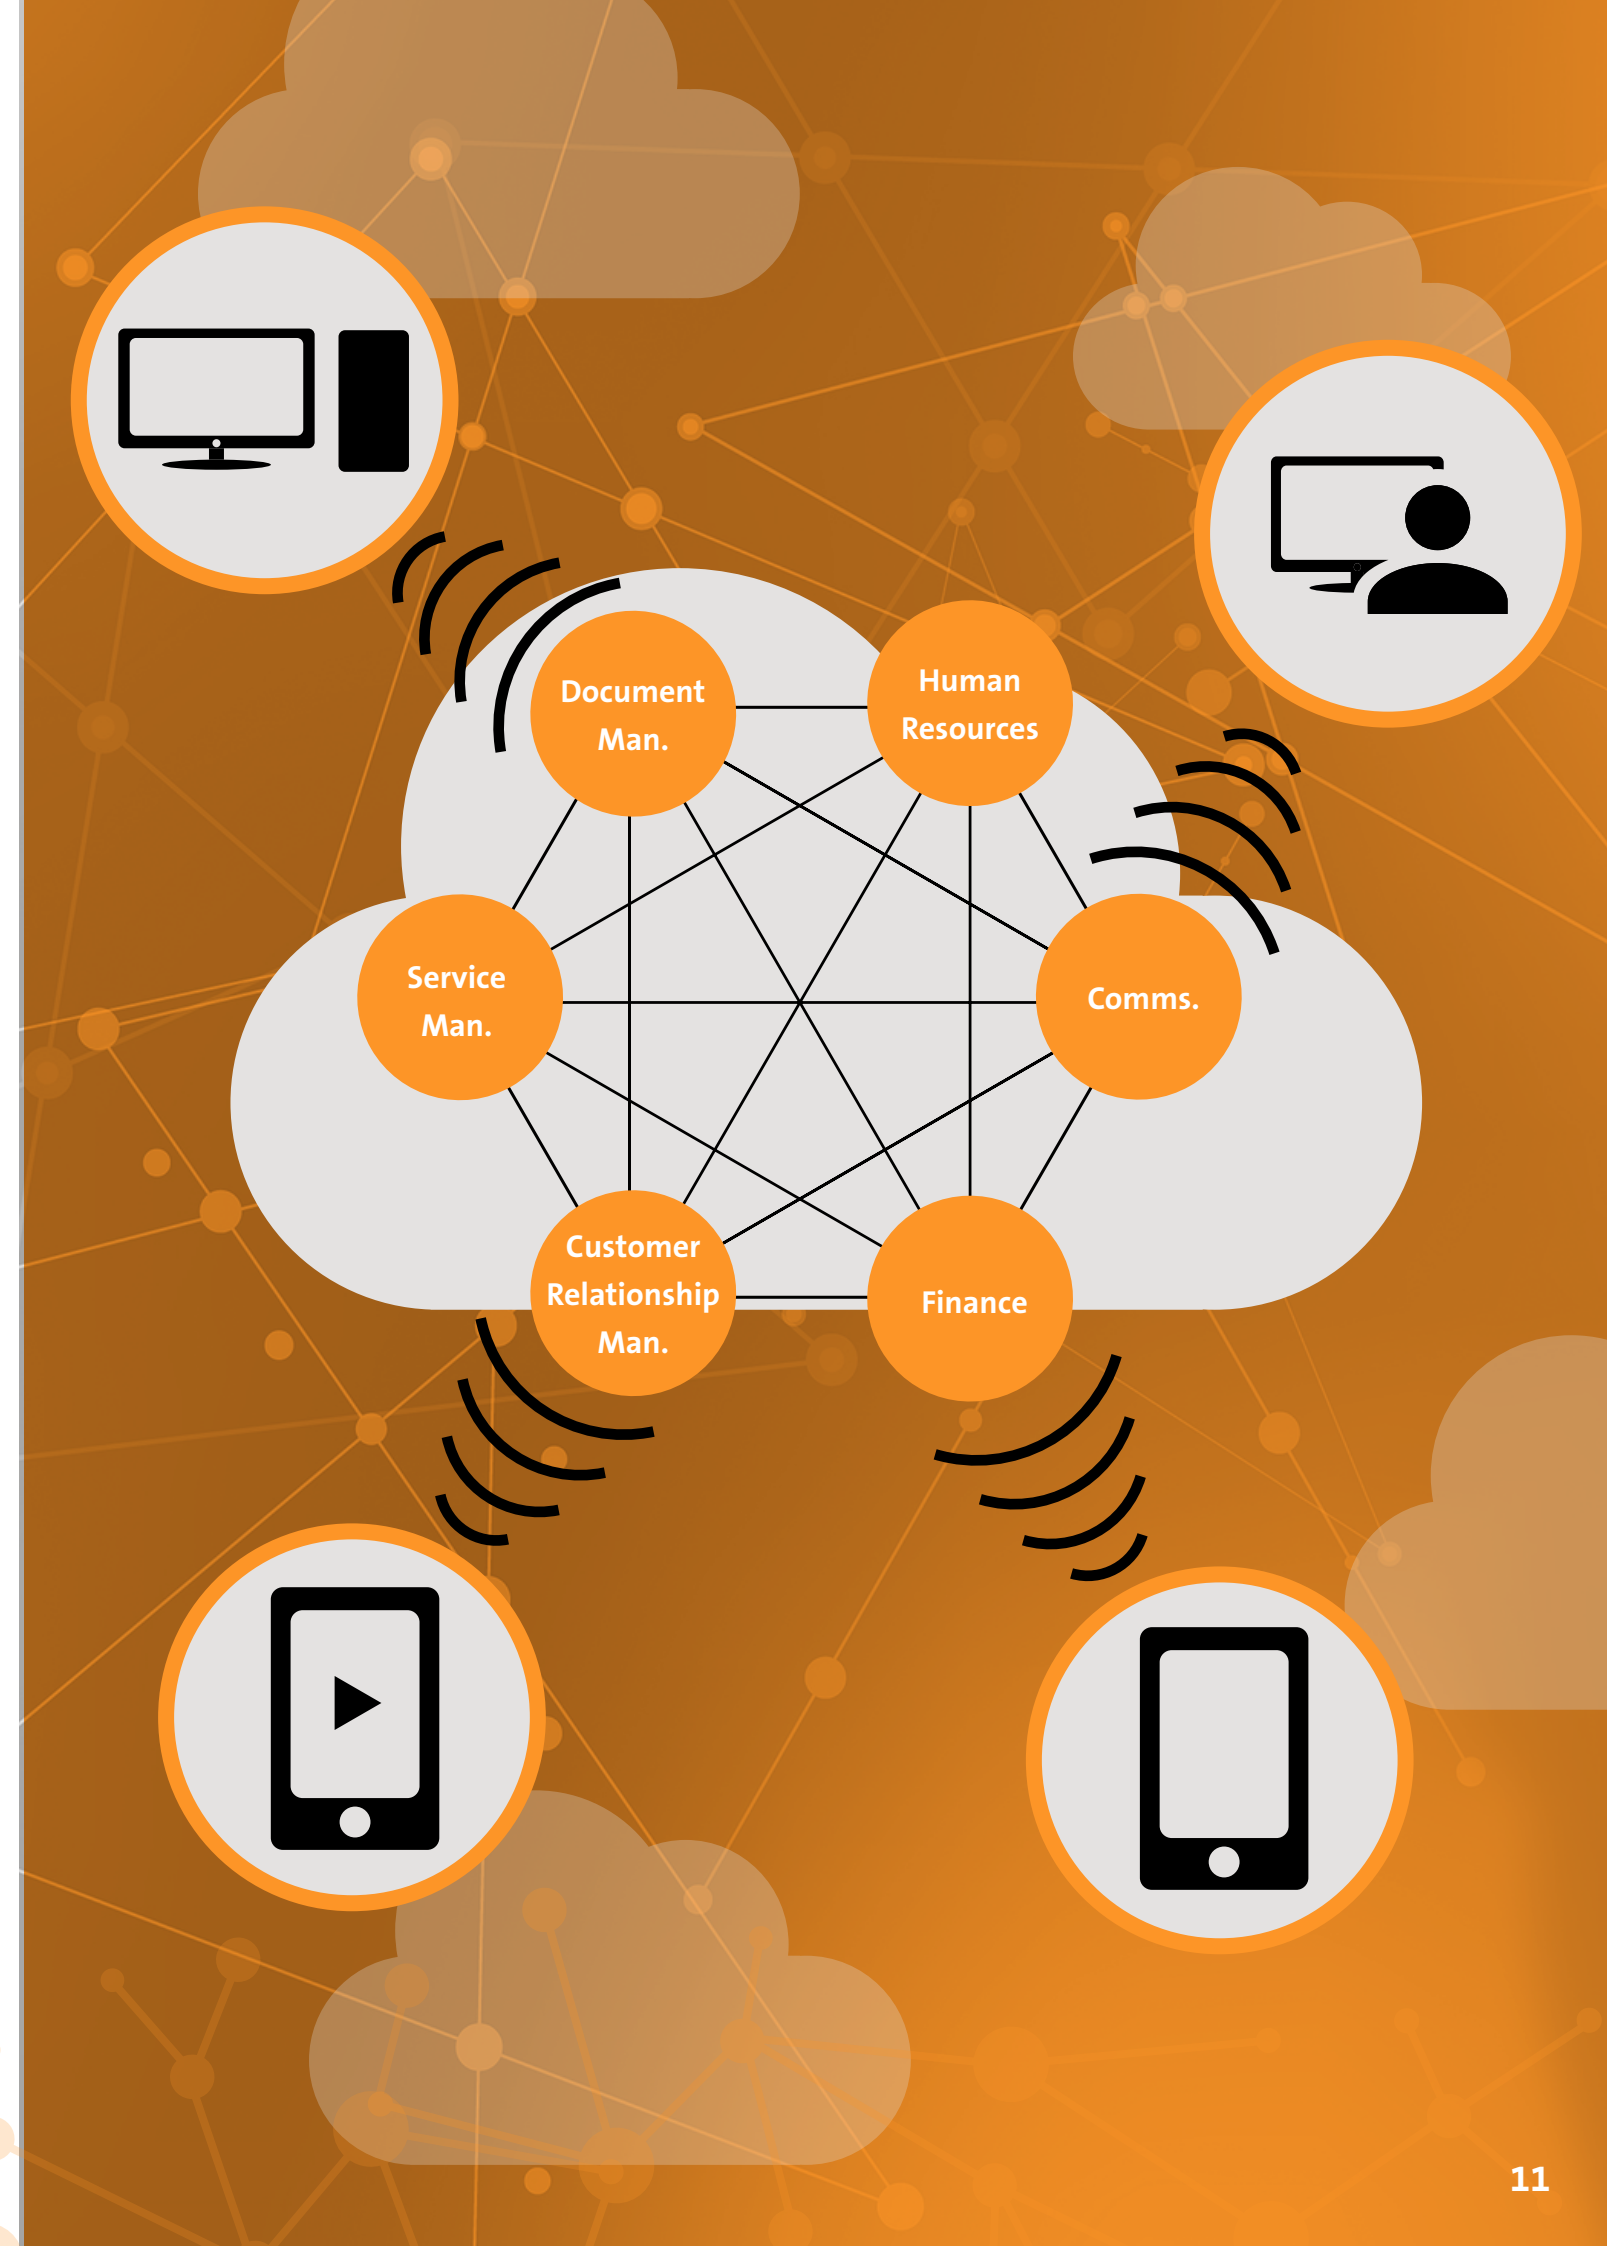 Document
Man.
Human
Resources
Service
Man.
Comms.
Customer
Relationship
Man.
Finance
11